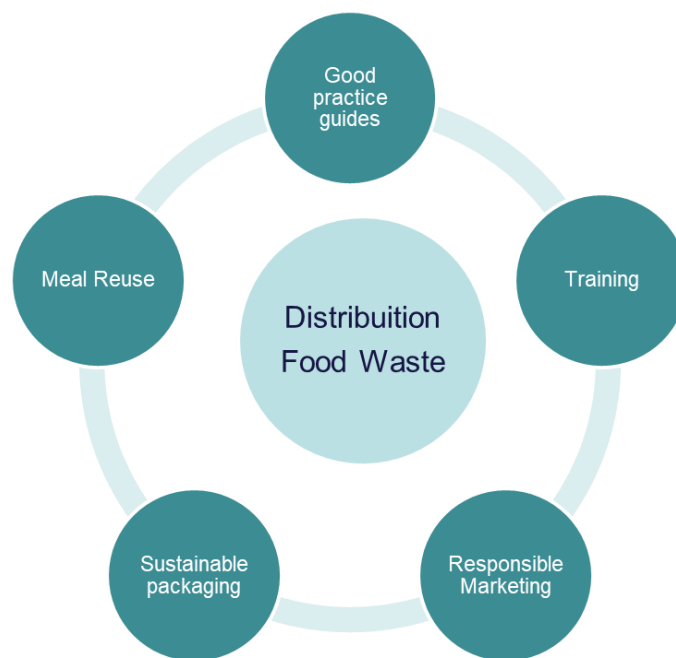 Good
practice
guides
Meal Reuse
Training
Distribuition
Food Waste
Sustainable
packaging
Responsible
Marketing